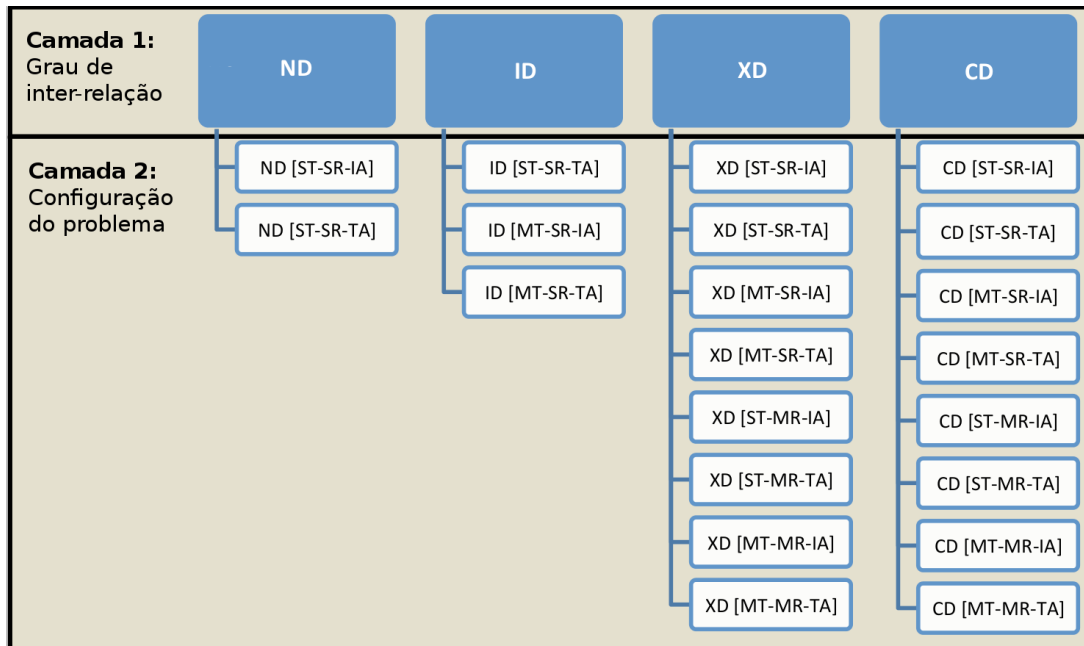 Camada 1:
Grau de
inter-relação
ND
ID
XD
CD
Camada 2:
Configuração
do problema
ND [ST-SR-IA]
ND [ST-SR-TA]
ID [ST-SR-TA]
ID [MT-SR-IA]
ID [MT-SR-TA]
XD [ST-SR-IA]
XD [ST-SR-TA]
XD [MT-SR-IA]
XD [MT-SR-TA]
XD [ST-MR-IA]
XD [ST-MR-TA]
XD [MT-MR-IA]
XD [MT-MR-TA]
CD [ST-SR-IA]
CD [ST-SR-TA]
CD [MT-SR-IA]
CD [MT-SR-TA]
CD [ST-MR-IA]
CD [ST-MR-TA]
CD [MT-MR-IA]
CD [MT-MR-TA]